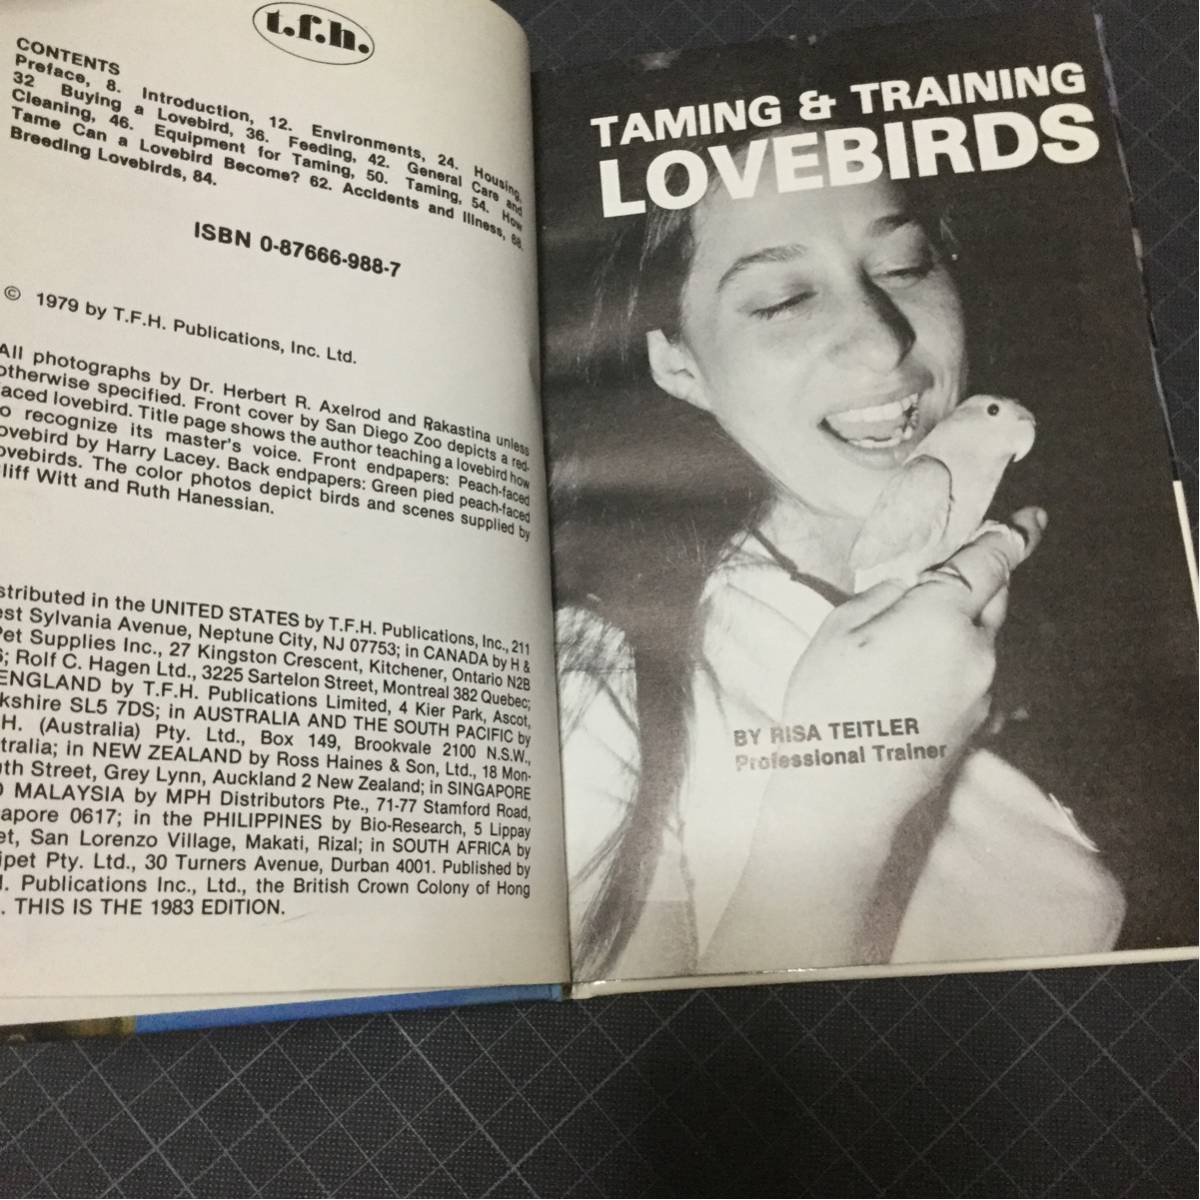 t.f.h.
CONTENTS
Preface, 8. Introduction, 12. Environments, 24. Housing,
32 Buying a Lovebird, 36. Feeding, 42. General Care and
Cleaning, 46. Equipment for Taming, 50. Taming, 54. How
Tame Can a Lovebird Become? 62. Accidents and Illness, 68.
Breeding Lovebirds, 84.
ISBN 0-87666-988-7
© 1979 by T.F.H. Publications, Inc. Ltd.
All photographs by Dr. Herbert R. Axelrod and Rakastina unless
otherwise specified. Front cover by San Diego Zoo depicts a red-
faced lovebird. Title page shows the author teaching a lovebird how
to recognize its master's voice. Front endpapers: Peach-faced
lovebird by Harry Lacey. Back endpapers: Green pied peach-faced
lovebirds. The color photos depict birds and scenes supplied by
liff Witt and Ruth Hanessian.
stributed in the UNITED STATES by T.F.H. Publications, Inc., 211
est Sylvania Avenue, Neptune City, NJ 07753; in CANADA by H &
Pet Supplies Inc., 27 Kingston Crescent, Kitchener, Ontario N2B
; Rolf C. Hagen Ltd., 3225 Sartelon Street, Montreal 382 Quebec;
ENGLAND by T.F.H. Publications Limited, 4 Kier Park, Ascot,
kshire SL5 7DS; in AUSTRALIA AND THE SOUTH PACIFIC by
.H. (Australia) Pty. Ltd., Box 149, Brookvale 2100 N.S.W.,
tralia; in NEW ZEALAND by Ross Haines & Son, Ltd., 18 Mon-
th Street, Grey Lynn, Auckland 2 New Zealand; in SINGAPORE
D MALAYSIA by MPH Distributors Pte., 71-77 Stamford Road,
apore 0617; in the PHILIPPINES by Bio-Research, 5 Lippay
et, San Lorenzo Village, Makati, Rizal; in SOUTH AFRICA by
ipet Pty. Ltd., 30 Turners Avenue, Durban 4001. Published by
. Publications Inc., Ltd., the British Crown Colony of Hong
. THIS IS THE 1983 EDITION.
TAMING & TRAINING
LOVEBIRDS
BY RISA TEITLER
Professional Trainer